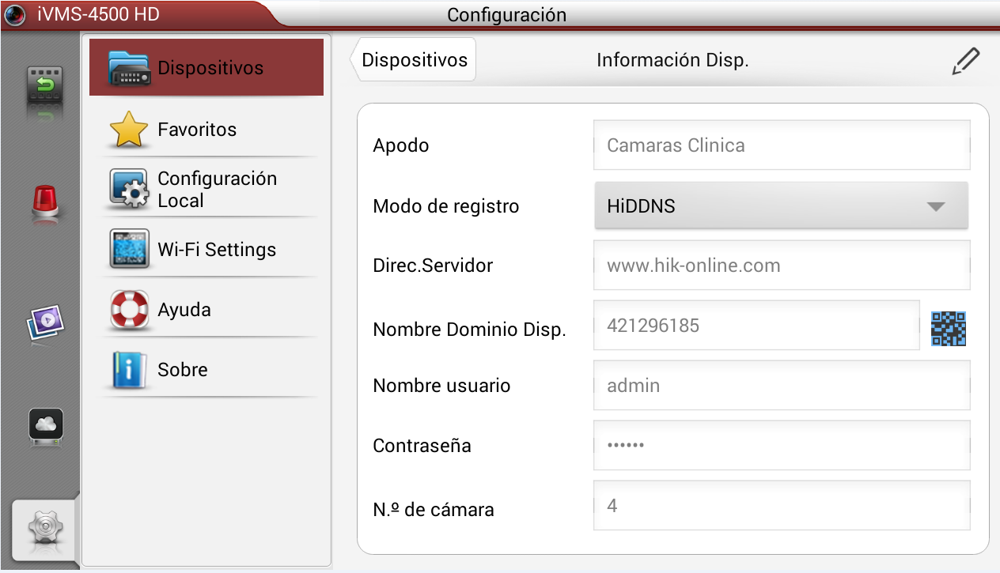 iVMS-4500 HD
Configuración
Dispositivos
Favoritos
Configuración
Local
Wi-Fi Settings
Ayuda
Sobre
Dispositivos
Información Disp.
Apodo
Camaras Clinica
Modo de registro
HiDDNS
Direc.Servidor
www.hik-online.com
Nombre Dominio Disp.
421296185
Nombre usuario
admin
Contraseña
••••••
N.º de cámara
4